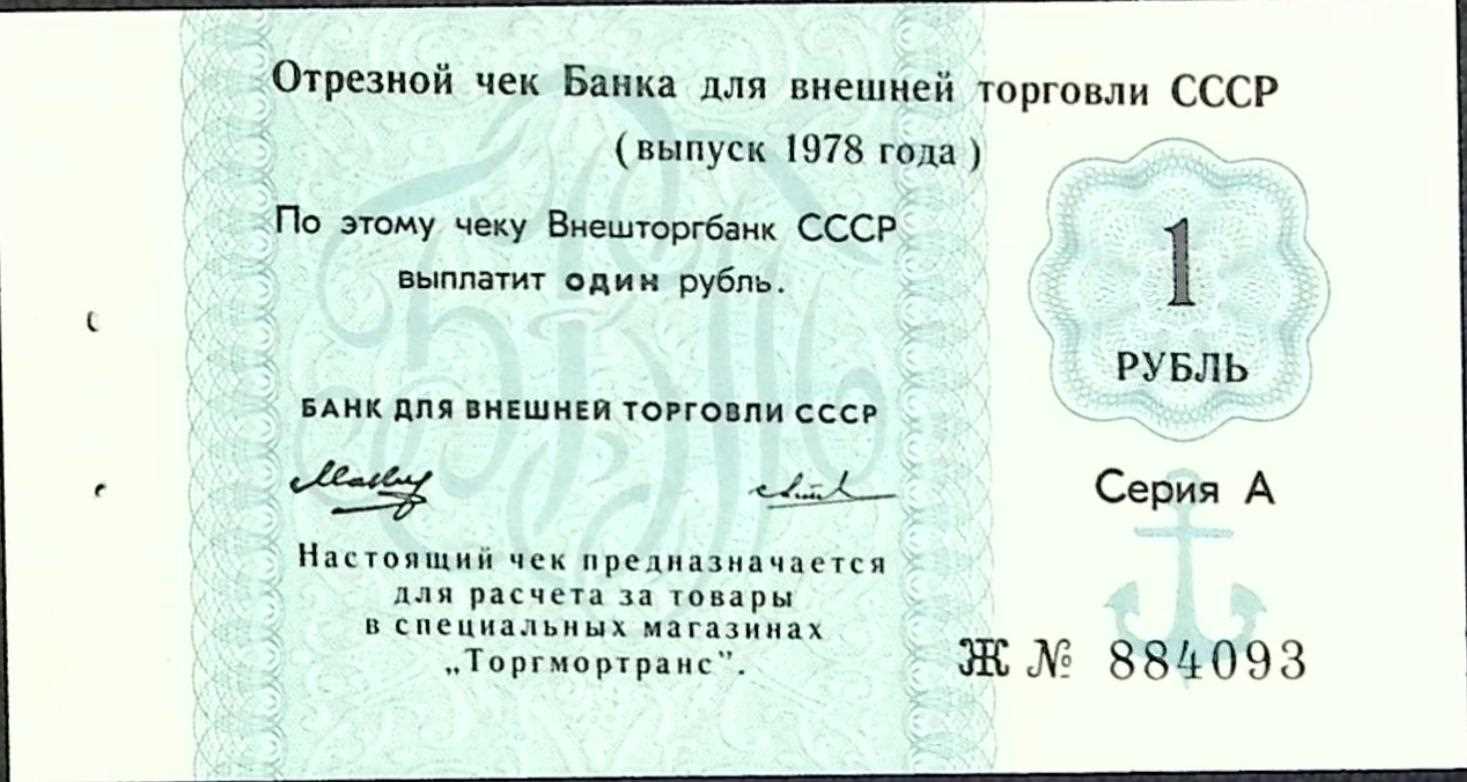 Отрезной чек Банка для внешней торговли СССР
( выпуск 1978 года )
По этому чеку Внешторгбанк СССР
выплатит один рубль.
1
РУБЛЬ
БАНК ДЛЯ ВНЕШНЕЙ ТОРГОВЛИ СССР
Серия А
Настоящий чек предназначается
для расчета за товары
в специальных магазинах
„Торгмортранс”.
Ж № 884093